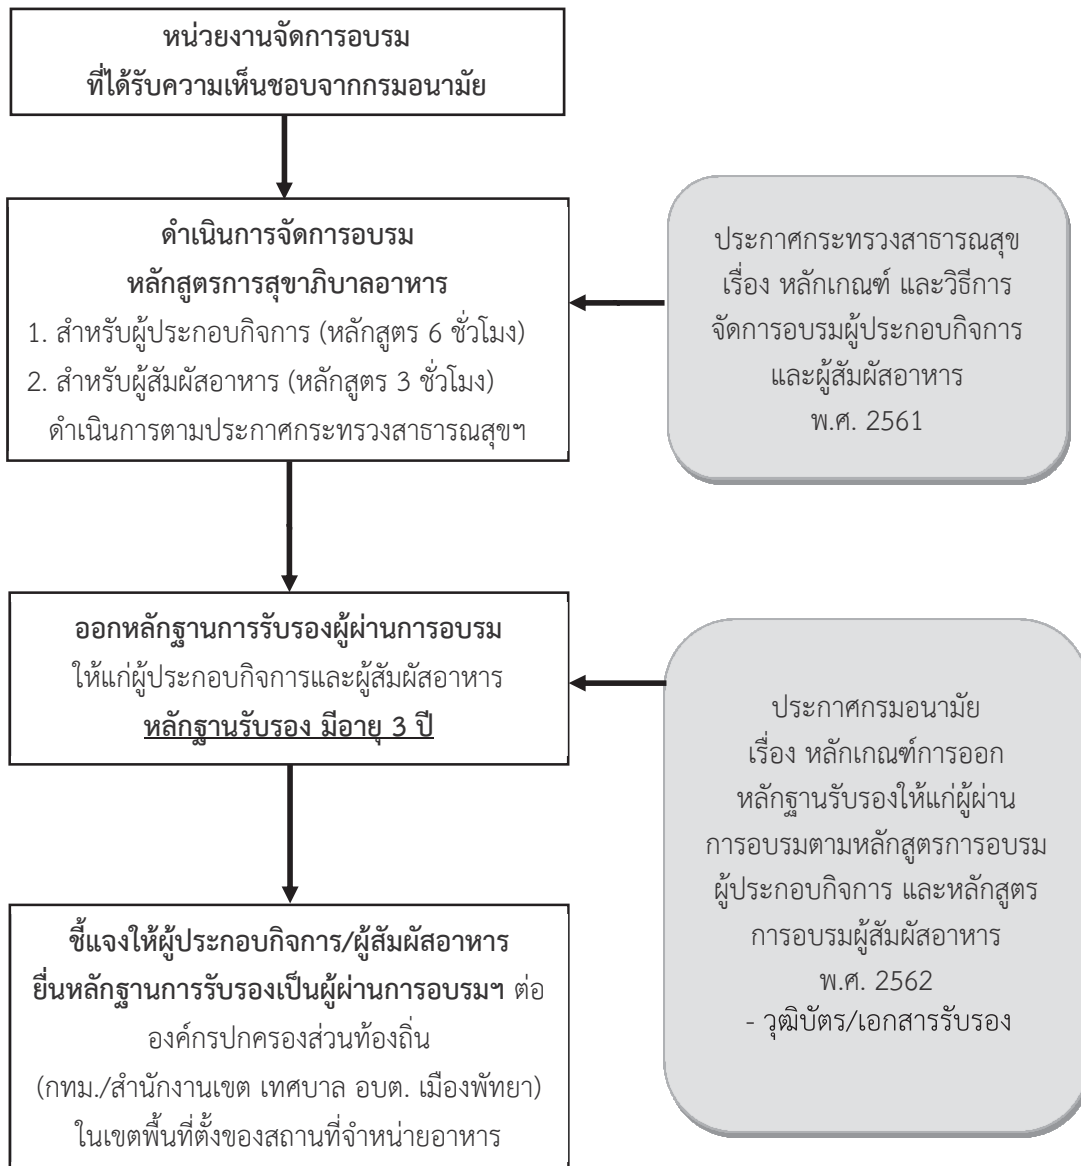 หน่วยงานจัดการอบรม
ที่ได้รับความเห็นชอบจากกรมอนามัย
ดำเนินการจัดการอบรม
หลักสูตรการสุขาภิบาลอาหาร
1. สำหรับผู้ประกอบกิจการ (หลักสูตร 6 ชั่วโมง)
2. สำหรับผู้สัมผัสอาหาร (หลักสูตร 3 ชั่วโมง)
ดำเนินการตามประกาศกระทรวงสาธารณสุขฯ
ประกาศกระทรวงสาธารณสุข
เรื่อง หลักเกณฑ์ และวิธีการ
จัดการอบรมผู้ประกอบกิจการ
และผู้สัมผัสอาหาร
พ.ศ. 2561
ออกหลักฐานการรับรองผู้ผ่านการอบรม
ให้แก่ผู้ประกอบกิจการและผู้สัมผัสอาหาร
หลักฐานรับรอง มีอายุ 3 ปี
ประกาศกรมอนามัย
เรื่อง หลักเกณฑ์การออก
หลักฐานรับรองให้แก่ผู้ผ่าน
การอบรมตามหลักสูตรการอบรม
ผู้ประกอบกิจการ และหลักสูตร
การอบรมผู้สัมผัสอาหาร
พ.ศ. 2562
- วุฒิบัตร/เอกสารรับรอง
ชี้แจงให้ผู้ประกอบกิจการ/ผู้สัมผัสอาหาร
ยื่นหลักฐานการรับรองเป็นผู้ผ่านการอบรมฯ ต่อ
องค์กรปกครองส่วนท้องถิ่น
(กทม./สำนักงานเขต เทศบาล อบต. เมืองพัทยา)
ในเขตพื้นที่ตั้งของสถานที่จำหน่ายอาหาร